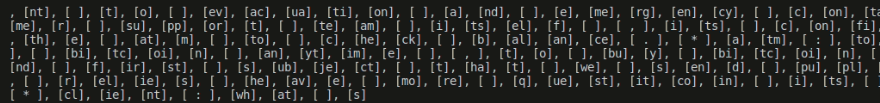 , [nt], [ ], [t], [o], [ ], [ev], [ac], [ua], [ti], [on], [ ], [a], [nd], [ ], [e], [me], [rg], [en], [cy], [ ], [c], [on], [ta
[me], [r], [ ], [su], [pp], [or], [t], [ ], [te], [am], [ ], [i], [ts], [el], [f], [ ], [ , ], [i], [ts], [ ], [c], [on], [fi]
, [th], [e], [ ], [at], [m], [ ], [to], [ ], [c], [he], [ck], [ ], [b], [al], [an], [ce], [ . ], [ * ], [a], [tm], [ : ], [to]
], [ ], [bi], [tc], [oi], [n], [ ], [an], [yt], [im], [e], [ ], [ , ], [t], [o], [ ], [bu], [y], [ ], [bi], [tc], [oi], [n], [
[nd], [ ], [f], [ir], [st], [ ], [s], [ub], [je], [ct], [ ], [t], [ha], [t], [ ], [we], [ ], [s], [en], [d], [ ], [pu], [pl], [
, [ ], [r], [el], [ie], [s], [ ], [he], [av], [ie], [ ], [mo], [re], [ ], [q], [ue], [st], [it], [co], [in], [ ], [i], [ts], [
[ * ], [cl], [ie], [nt], [ : ], [wh], [at], [ ], [s]